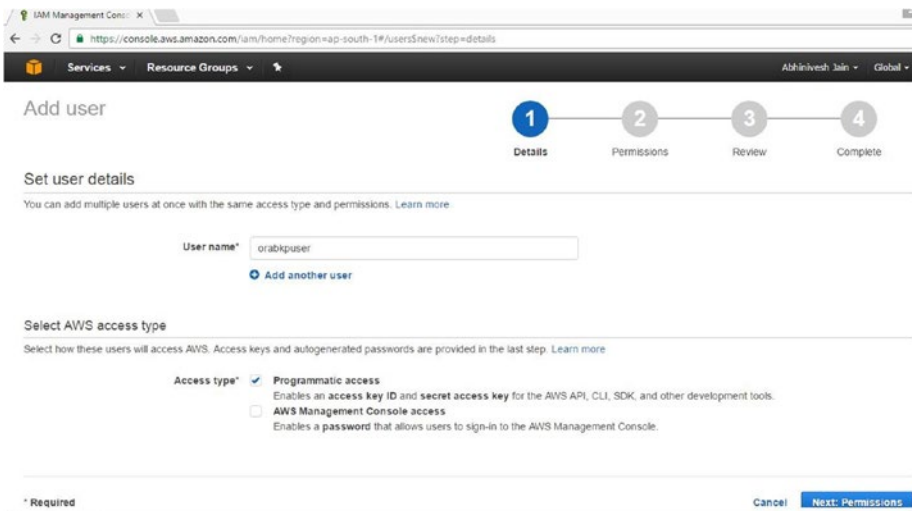 IAM Management Cons
https://console.aws.amazon.com/iam/home?region=ap-south-1#/users$new?step=details
Services Resource Groups Abhinivesh Jain Global
Add user
1 2 3 4
Details Permissions Review Complete
Set user details
You can add multiple users at once with the same access type and permissions. Learn more
User name* orabkpuser
Add another user
Select AWS access type
Select how these users will access AWS. Access keys and autogenerated passwords are provided in the last step. Learn more
Access type* Programmatic access
Enables an access key ID and secret access key for the AWS API, CLI, SDK, and other development tools.
AWS Management Console access
Enables a password that allows users to sign-in to the AWS Management Console.
* Required Cancel Next: Permissions